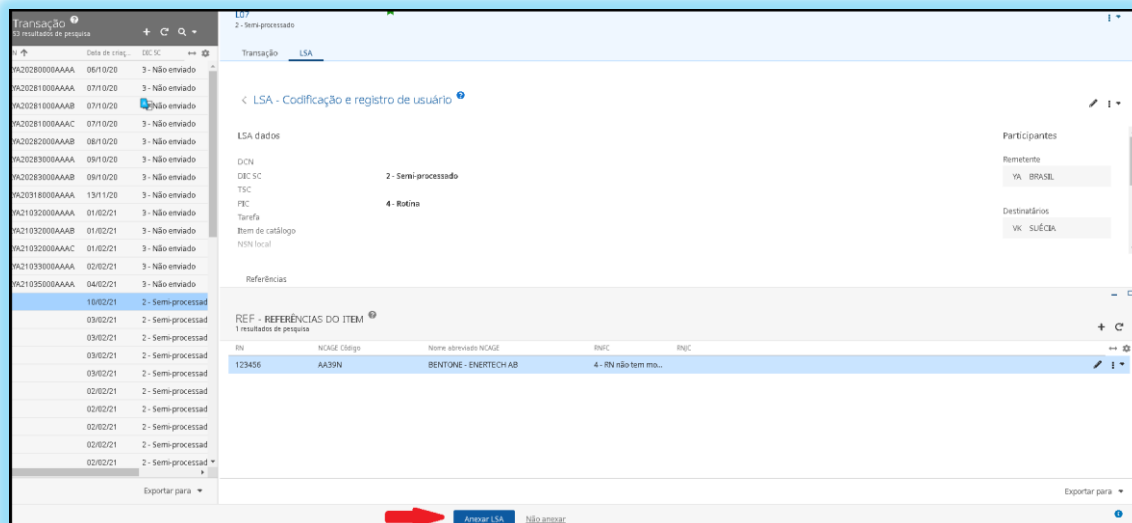 Transação
53 resultados de pesquisa
N Data de criaç... DIC SC
YA20280000AAAA 06/10/20 3 - Não enviado
YA20281000AAAA 07/10/20 3 - Não enviado
YA20281000AAAB 07/10/20 Não enviado
YA20281000AAAC 07/10/20 3 - Não enviado
YA20282000AAAB 08/10/20 3 - Não enviado
YA20283000AAAA 09/10/20 3 - Não enviado
YA20283000AAAB 09/10/20 3 - Não enviado
YA20318000AAAA 13/11/20 3 - Não enviado
YA21032000AAAA 01/02/21 3 - Não enviado
YA21032000AAAB 01/02/21 3 - Não enviado
YA21032000AAAC 01/02/21 3 - Não enviado
YA21033000AAAA 02/02/21 3 - Não enviado
YA21035000AAAA 04/02/21 3 - Não enviado
10/02/21 2 - Semi-processad
03/02/21 2 - Semi-processad
03/02/21 2 - Semi-processad
03/02/21 2 - Semi-processad
03/02/21 2 - Semi-processad
02/02/21 2 - Semi-processad
02/02/21 2 - Semi-processad
02/02/21 2 - Semi-processad
02/02/21 2 - Semi-processad
02/02/21 2 - Semi-processad
Exportar para
L07
2 - Semi-processado
Transação LSA
LSA - Codificação e registro de usuário
LSA dados
DCN
DIC SC 2 - Semi-processado
TSC
PIC 4 - Rotina
Tarefa
Item de catálogo
NSN local
Participantes
Remetente
YA BRASIL
Destinatários
VK SUÉCIA
Referências
REF - REFERÊNCIAS DO ITEM
1 resultados de pesquisa
RN NCAGE Código Nome abreviado NCAGE RNFC RNJC
123456 AA39N BENTONE - ENERTECH AB 4 - RN não tem mo...
Exportar para
Anexar LSA Não anexar